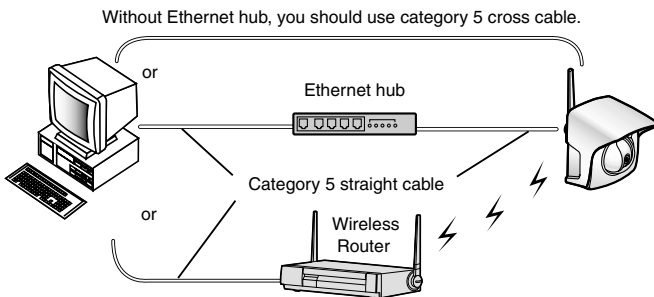 Without Ethernet hub, you should use category 5 cross cable.
or
Ethernet hub
Category 5 straight cable
or
Wireless
Router